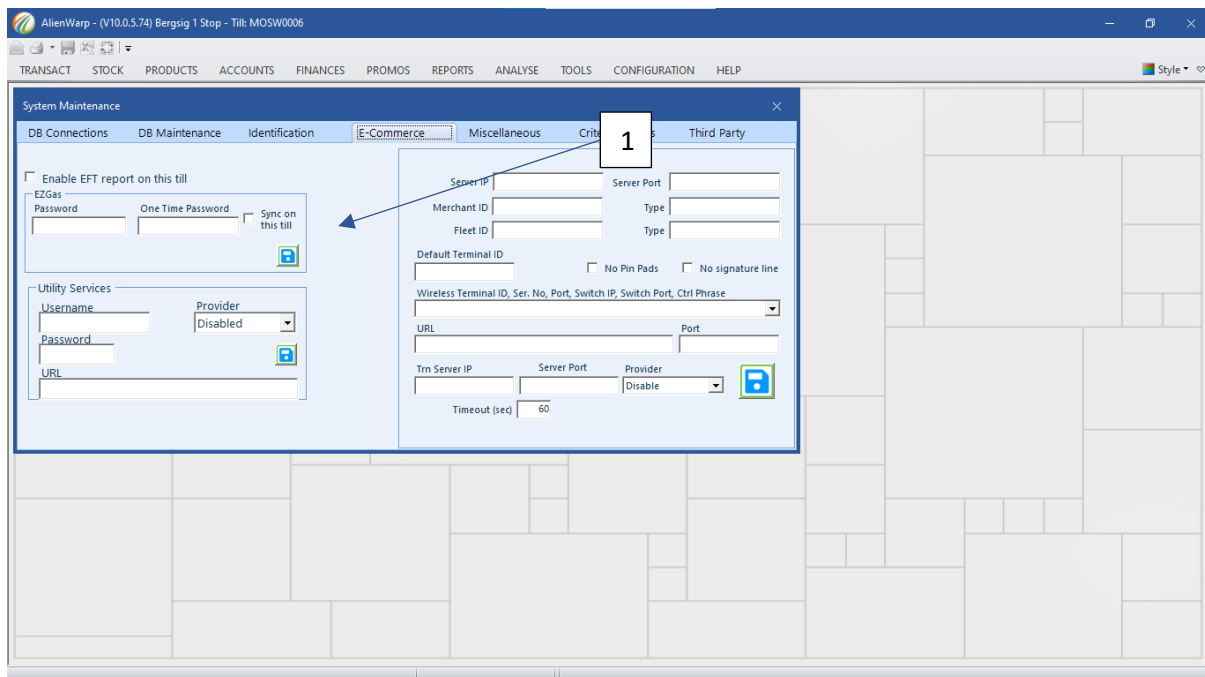 AlienWarp - (V10.0.5.74) Bergsig 1 Stop - Till: MOSW0006
TRANSACT STOCK PRODUCTS ACCOUNTS FINANCES PROMOS REPORTS ANALYSE TOOLS CONFIGURATION HELP Style
System Maintenance
DB Connections DB Maintenance Identification E-Commerce Miscellaneous Crite s Third Party
1
Enable EFT report on this till
EZGas
Password One Time Password Sync on
this till
Utility Services
Username Provider
Disabled
Password
URL
Server IP Server Port
Merchant ID Type
Fleet ID Type
Default Terminal ID
No Pin Pads No signature line
Wireless Terminal ID, Ser. No, Port, Switch IP, Switch Port, Ctrl Phrase
URL Port
Trn Server IP Server Port Provider
Disable
Timeout (sec) 60